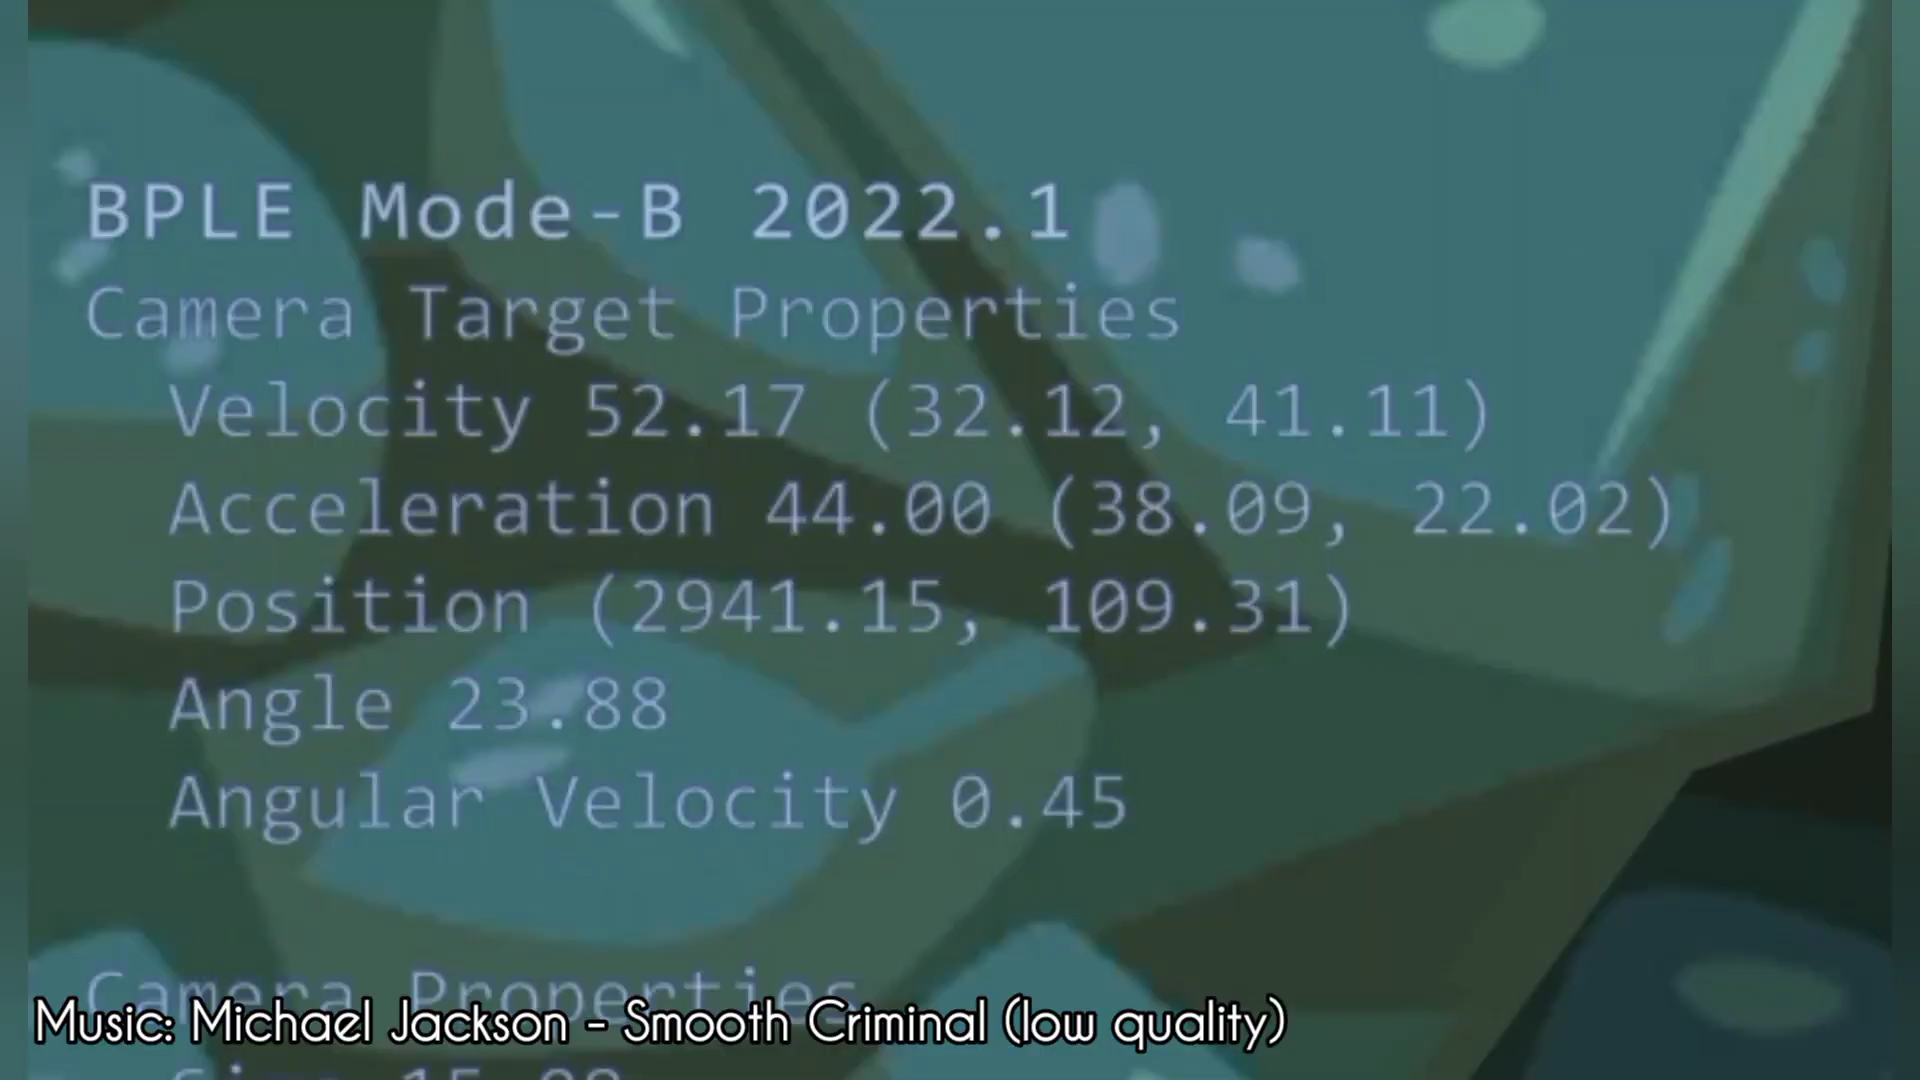 BPLE Mode-B 2022.1
Camera Target Properties
Velocity 52.17 (32.12, 41.11)
Acceleration 44.00 (38.09, 22.02)
Position (2941.15, 109.31)
Angle 23.88
Angular Velocity 0.45
Camera Properties
Music: Michael Jackson - Smooth Criminal (low quality)